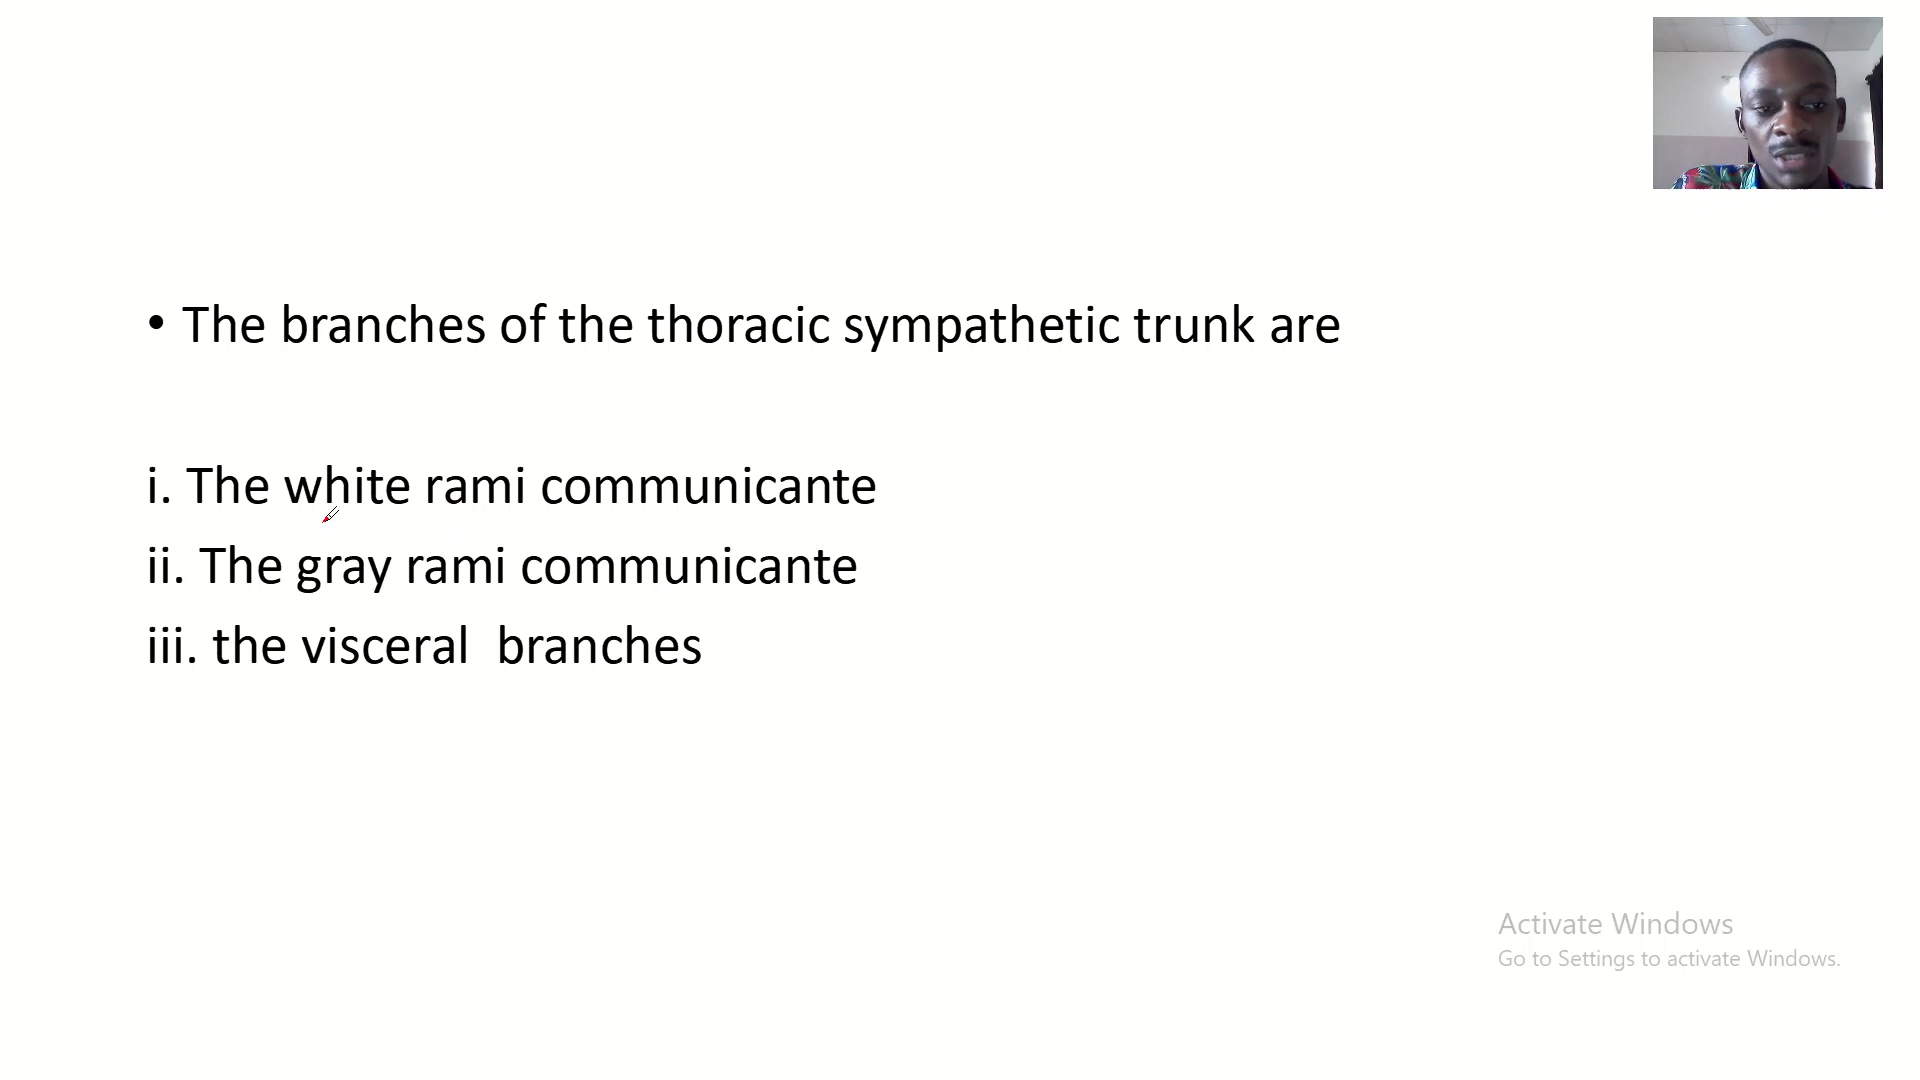 • The branches of the thoracic sympathetic trunk are
i. The white rami communicante
ii. The gray rami communicante
iii. the visceral  branches
Activate Windows
Go to Settings to activate Windows.